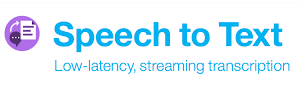 Speech to Text
Low-latency, streaming transcription